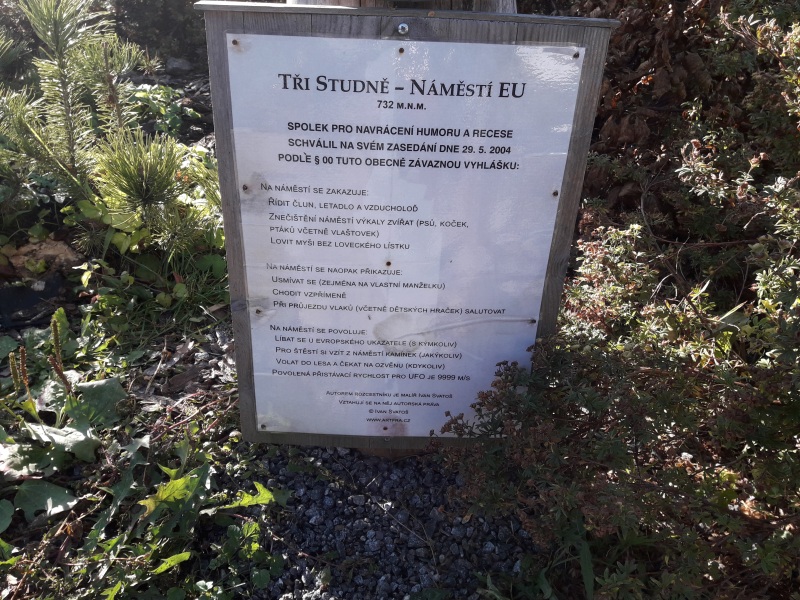 Tři Studně – Náměstí EU
732 m.n.m.
SPOLEK PRO NAVRÁCENÍ HUMORU A RECESE
SCHVÁLIL NA SVÉM ZASEDÁNÍ DNE 29. 5. 2004
PODLE § 00 TUTO OBECNĚ ZÁVAZNOU VYHLÁŠKU:
Na náměstí se zakazuje:
Řídit člun, letadlo a vzducholoď
Znečištění náměstí výkaly zvířat (psů, koček,
ptáků včetně vlaštovek)
Lovit myši bez loveckého lístku
Na náměstí se naopak přikazuje:
Usmívat se (zejména na vlastní manželku)
Chodit vzpřímeně
Při průjezdu vlaků (včetně dětských hraček) salutovat
Na náměstí se povoluje:
Líbat se u evropského ukazatele (s kýmkoliv)
Pro štěstí si vzít z náměstí kamínek (jakýkoliv)
Volat do lesa a čekat na ozvěnu (kdykoliv)
Povolená přistávací rychlost pro UFO je 9999 m/s
Autorem rozcestníku je malíř Ivan Svatoš
Vztahují se na něj autorská práva
© Ivan Svatoš